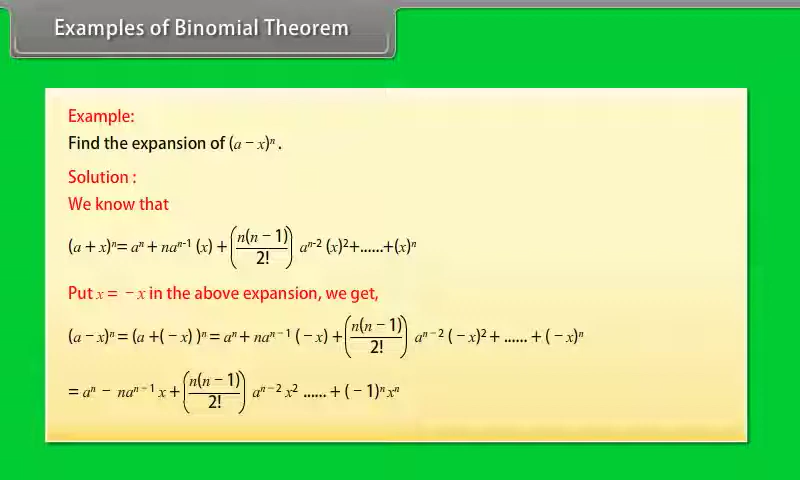 Examples of Binomial Theorem
Example:
Find the expansion of (a − x)ⁿ .
Solution :
We know that
(a + x)ⁿ= aⁿ + naⁿ⁻¹ (x) + (n(n − 1)/2!) aⁿ⁻² (x)²+......+(x)ⁿ
Put x = − x in the above expansion, we get,
(a − x)ⁿ= (a +( − x) )ⁿ= aⁿ + naⁿ⁻¹ ( − x) +(n(n − 1)/2!) aⁿ⁻² ( − x)² + ...... + ( − x)ⁿ
= aⁿ − naⁿ⁻¹ x + (n(n − 1)/2!) aⁿ⁻² x² ...... + ( − 1)ⁿ xⁿ